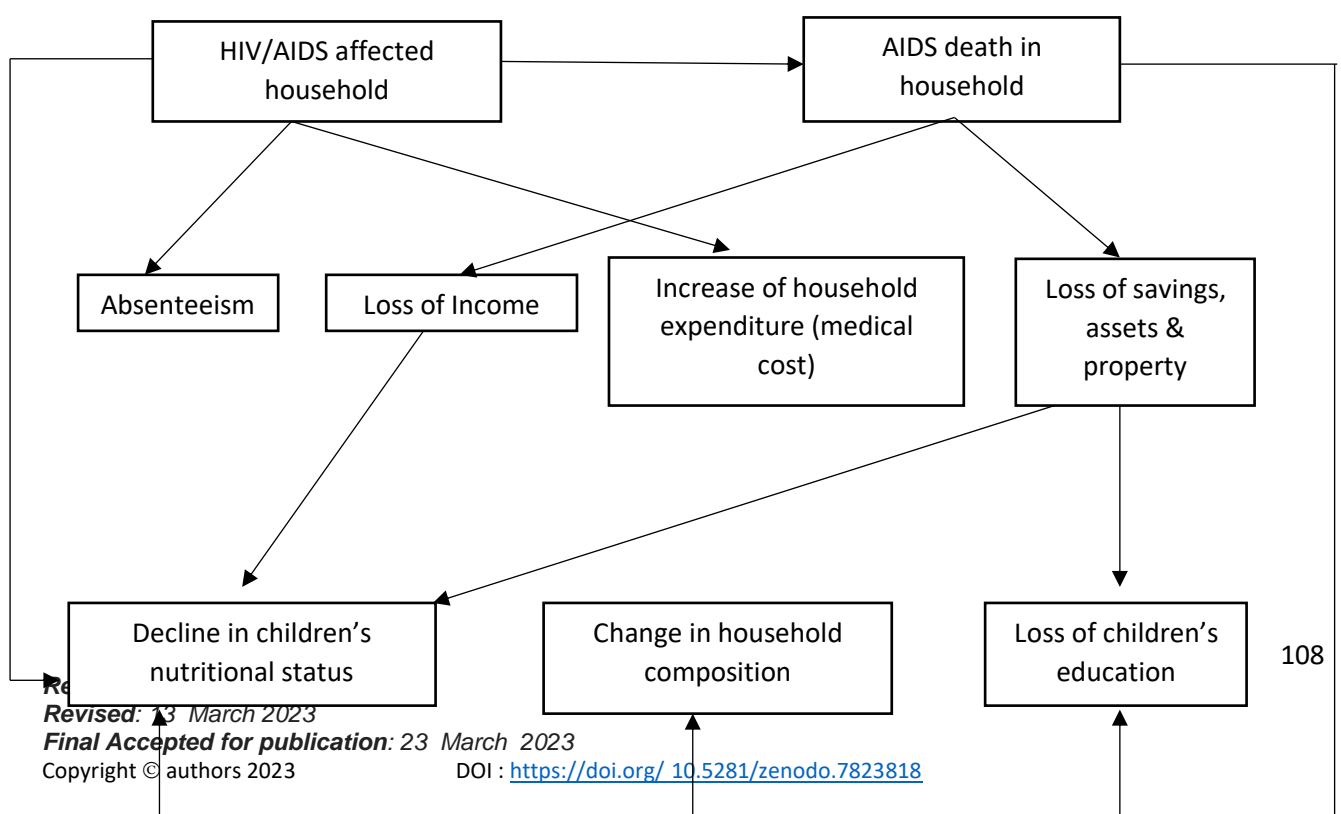 HIV/AIDS affected
household
AIDS death in
household
Absenteeism
Loss of Income
Increase of household
expenditure (medical
cost)
Loss of savings,
assets &
property
Decline in children’s
nutritional status
Change in household
composition
Loss of children’s
education
108
Revised: 13 March 2023
Final Accepted for publication: 23 March 2023
Copyright © authors 2023 DOI : https://doi.org/ 10.5281/zenodo.7823818